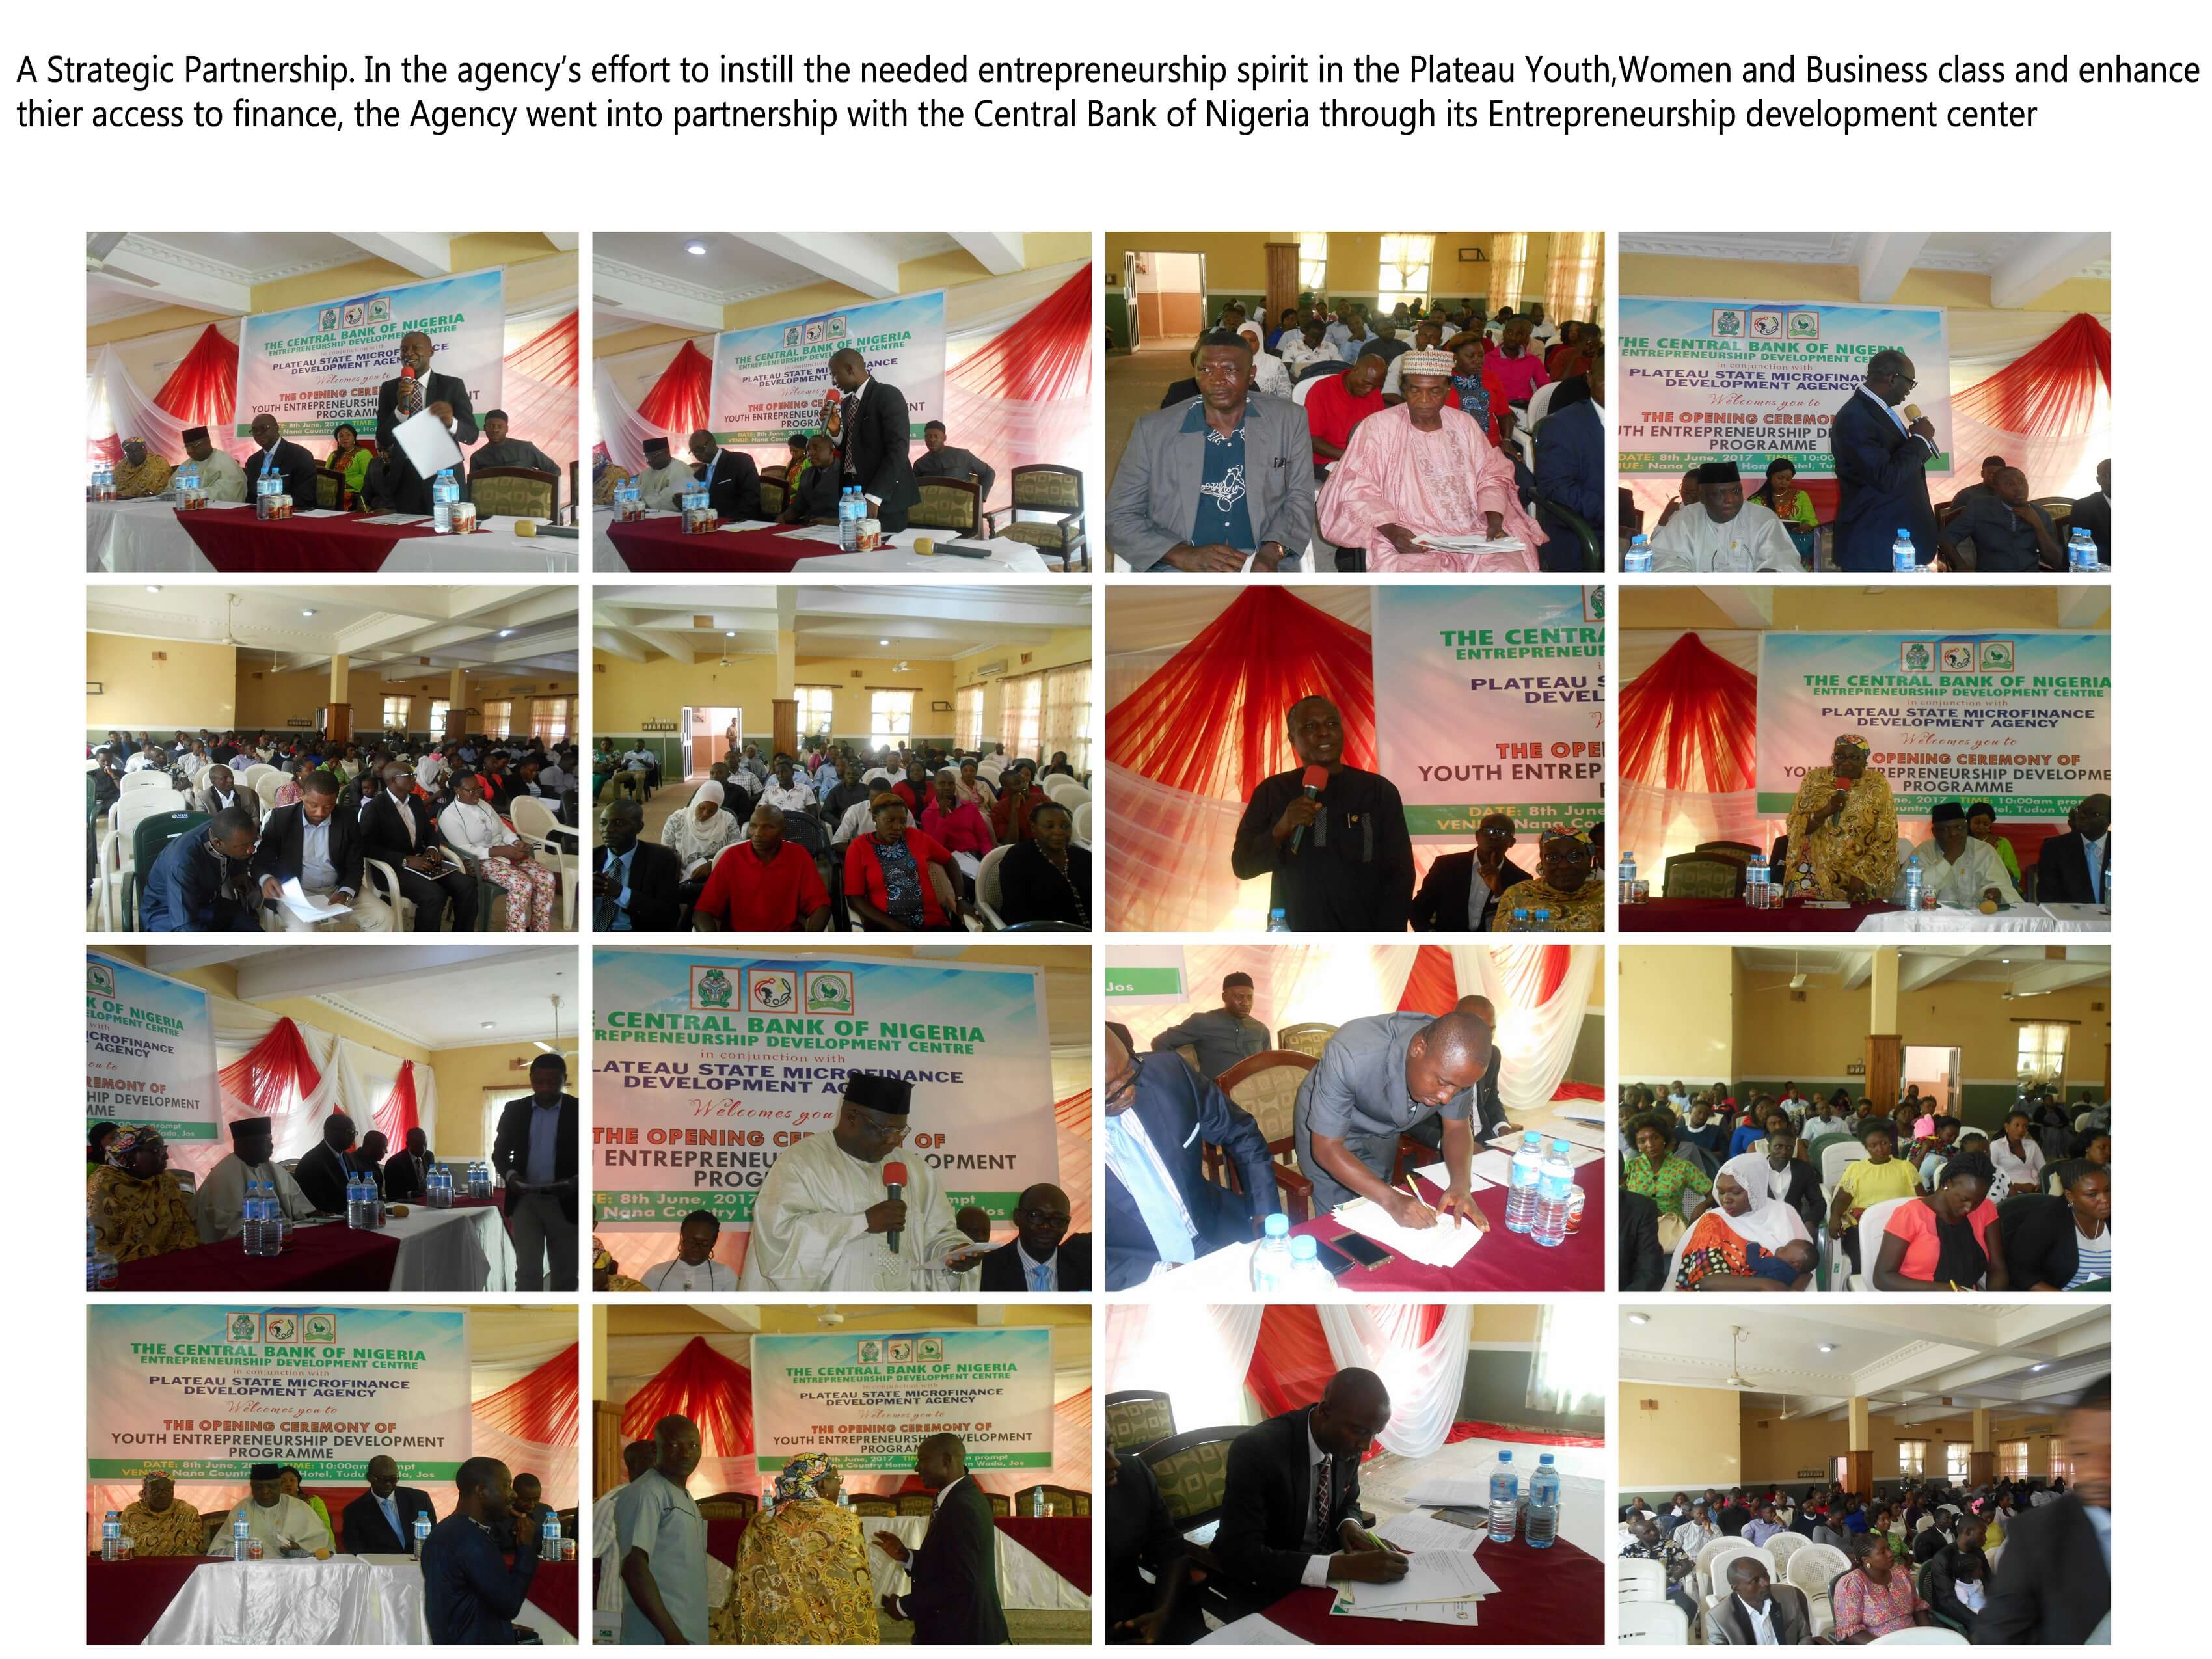 A Strategic Partnership. In the agency’s effort to instill the needed entrepreneurship spirit in the Plateau Youth,Women and Business class and enhance
thier access to finance, the Agency went into partnership with the Central Bank of Nigeria through its Entrepreneurship development center
THE CENTRAL BANK OF NIGERIA
ENTREPRENEURSHIP DEVELOPMENT CENTRE
in conjunction with
PLATEAU STATE MICROFINANCE
DEVELOPMENT AGENCY
Welcomes you to
THE OPENING CEREMONY OF
YOUTH ENTREPRENEURSHIP DEVELOPMENT
PROGRAMME
DATE: 8th June, 2017 TIME: 10:00am prompt
VENUE: Nana Country Home Hotel, Tudun Wada, Jos